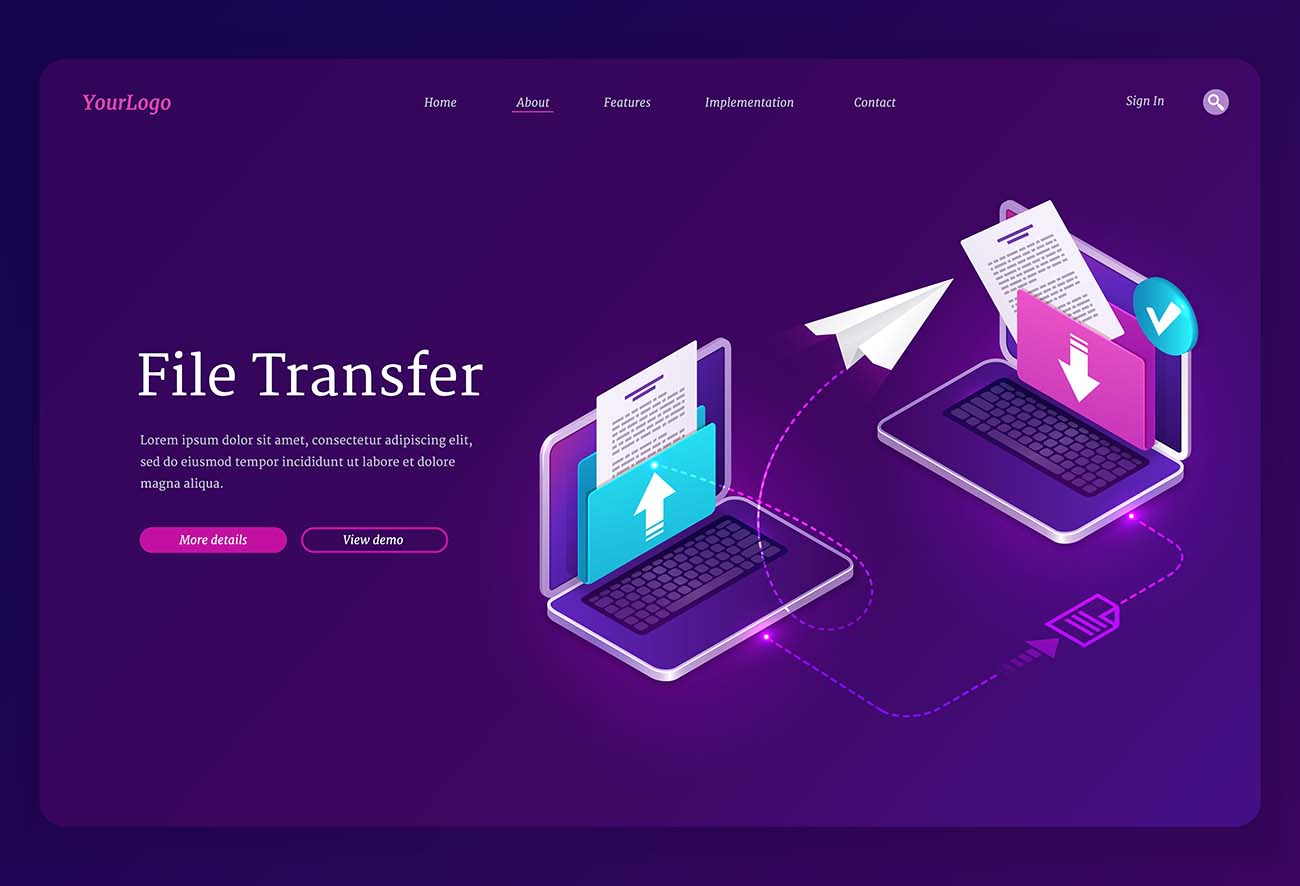 YourLogo
Home
About
Features
Implementation
Contact
Sign In
File Transfer
Lorem ipsum dolor sit amet, consectetur adipiscing elit,
sed do eiusmod tempor incididunt ut labore et dolore
magna aliqua.
More details
View demo